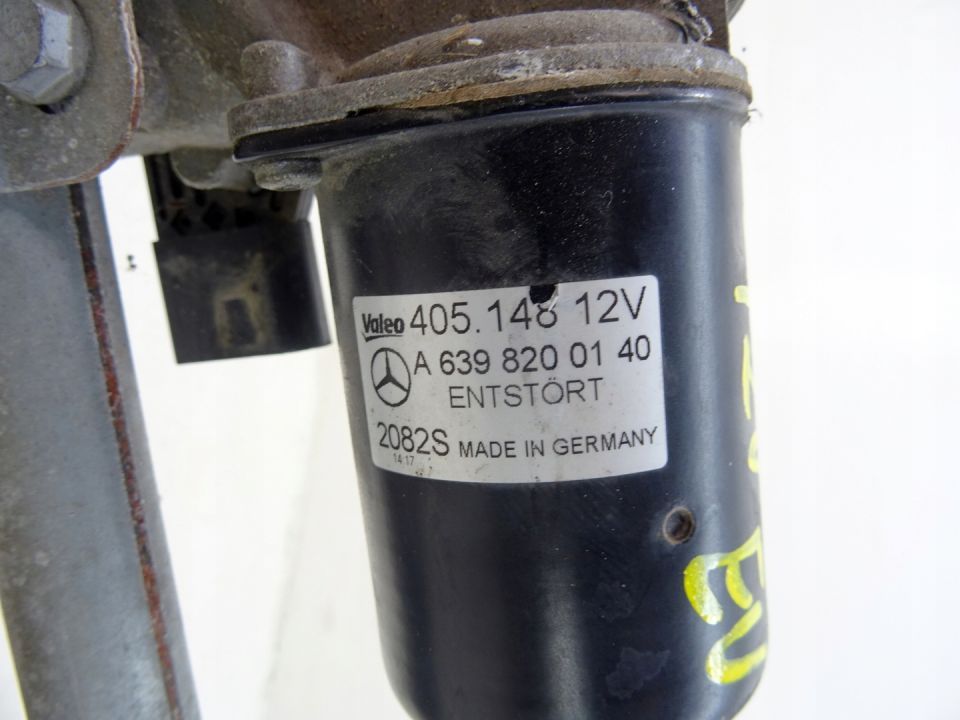 Valeo 405.148 12V
A 639 820 01 40
ENTSTÖRT
2082S MADE IN GERMANY
14:17